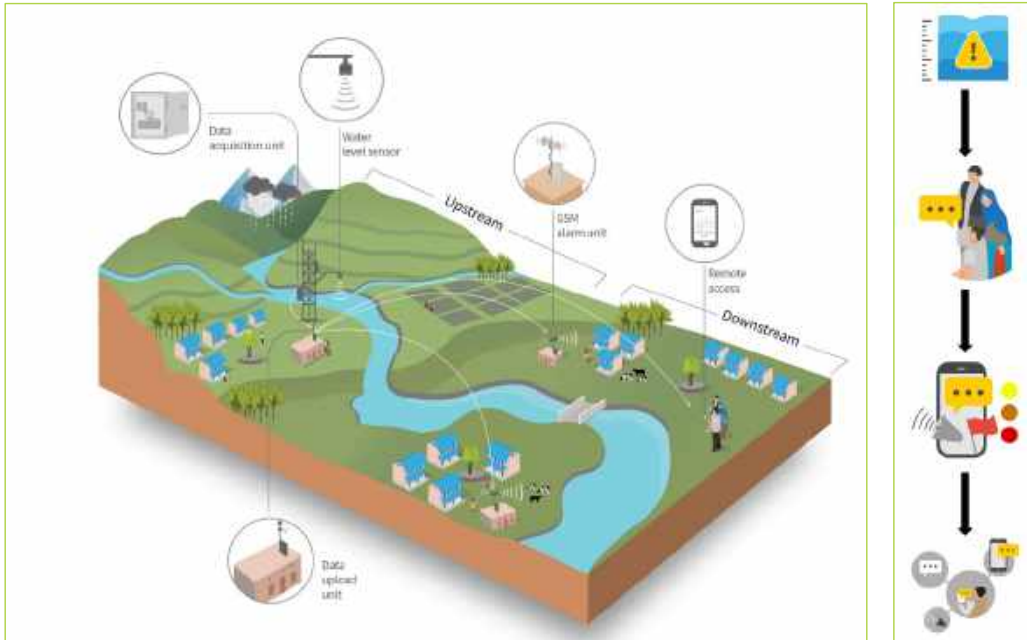 Data
acquisition unit
Water
level sensor
Upstream
GSM
alarm unit
Remote
access
Downstream
Data
upload
unit